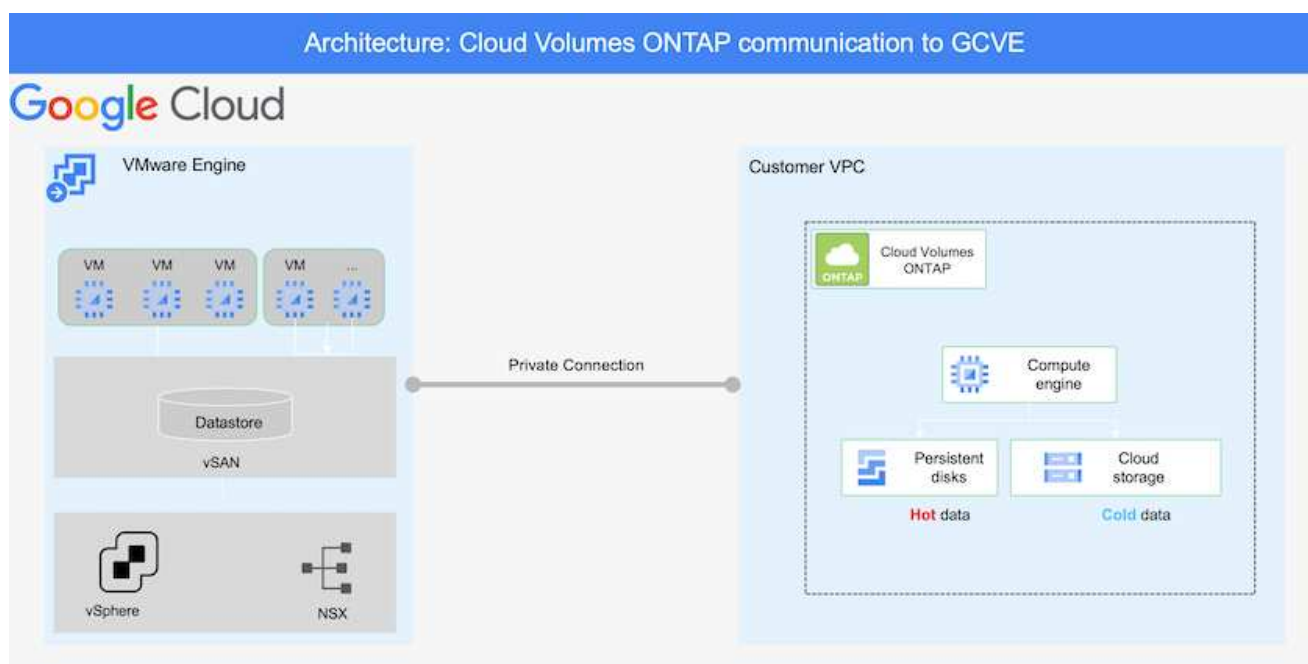 Architecture: Cloud Volumes ONTAP communication to GCVE
Google Cloud
VMware Engine
VM VM VM VM ...
Datastore
vSAN
vSphere
NSX
Private Connection
Customer VPC
ONTAP
Cloud Volumes
ONTAP
Compute
engine
Persistent
disks
Hot data
Cloud
storage
Cold data